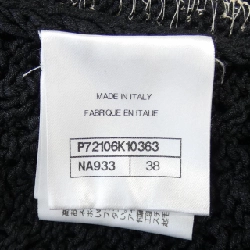 MADE IN ITALY
FABRIQUE EN ITALIE
P72106K10363
NA933 38